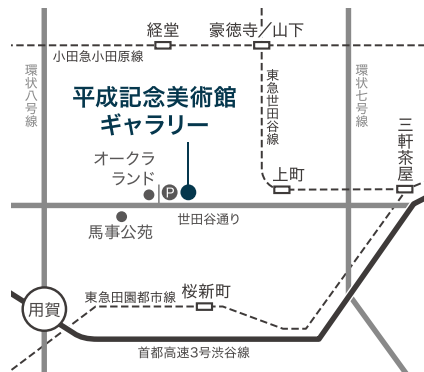 経堂
豪徳寺／山下
小田急小田原線
環状八号線
平成記念美術館
ギャラリー
東急世田谷線
環状七号線
三軒茶屋
オークラ
ランド
P
上町
世田谷通り
馬事公苑
用賀
東急田園都市線
桜新町
首都高速3号渋谷線